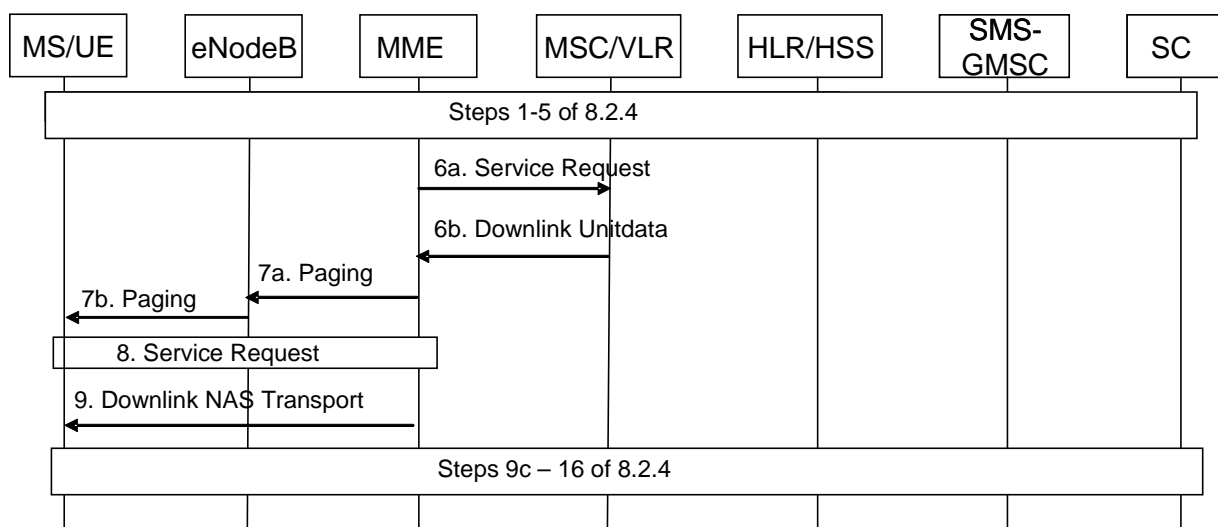 MS/UE
eNodeB
MME
MSC/VLR
HLR/HSS
SMS-
GMSC
SC
Steps 1-5 of 8.2.4
6a. Service Request
6b. Downlink Unitdata
7a. Paging
7b. Paging
8. Service Request
9. Downlink NAS Transport
Steps 9c – 16 of 8.2.4